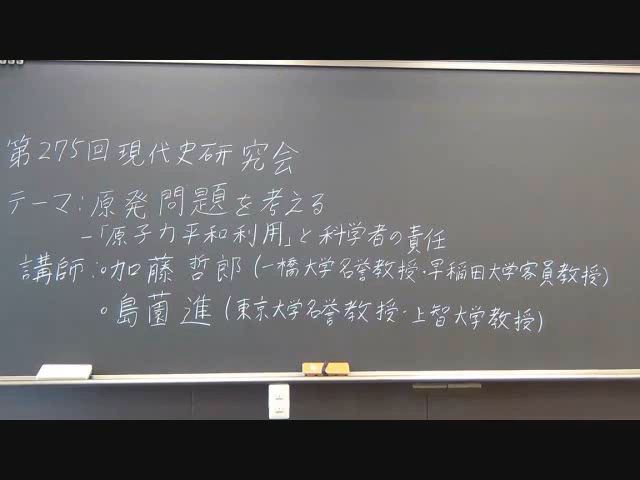 第275回現代史研究会
テーマ:原発問題を考える
－「原子力平和利用」と科学者の責任
講師:○加藤哲郎(一橋大学名誉教授・早稲田大学客員教授)
○島薗進(東京大学名誉教授・上智大学教授)